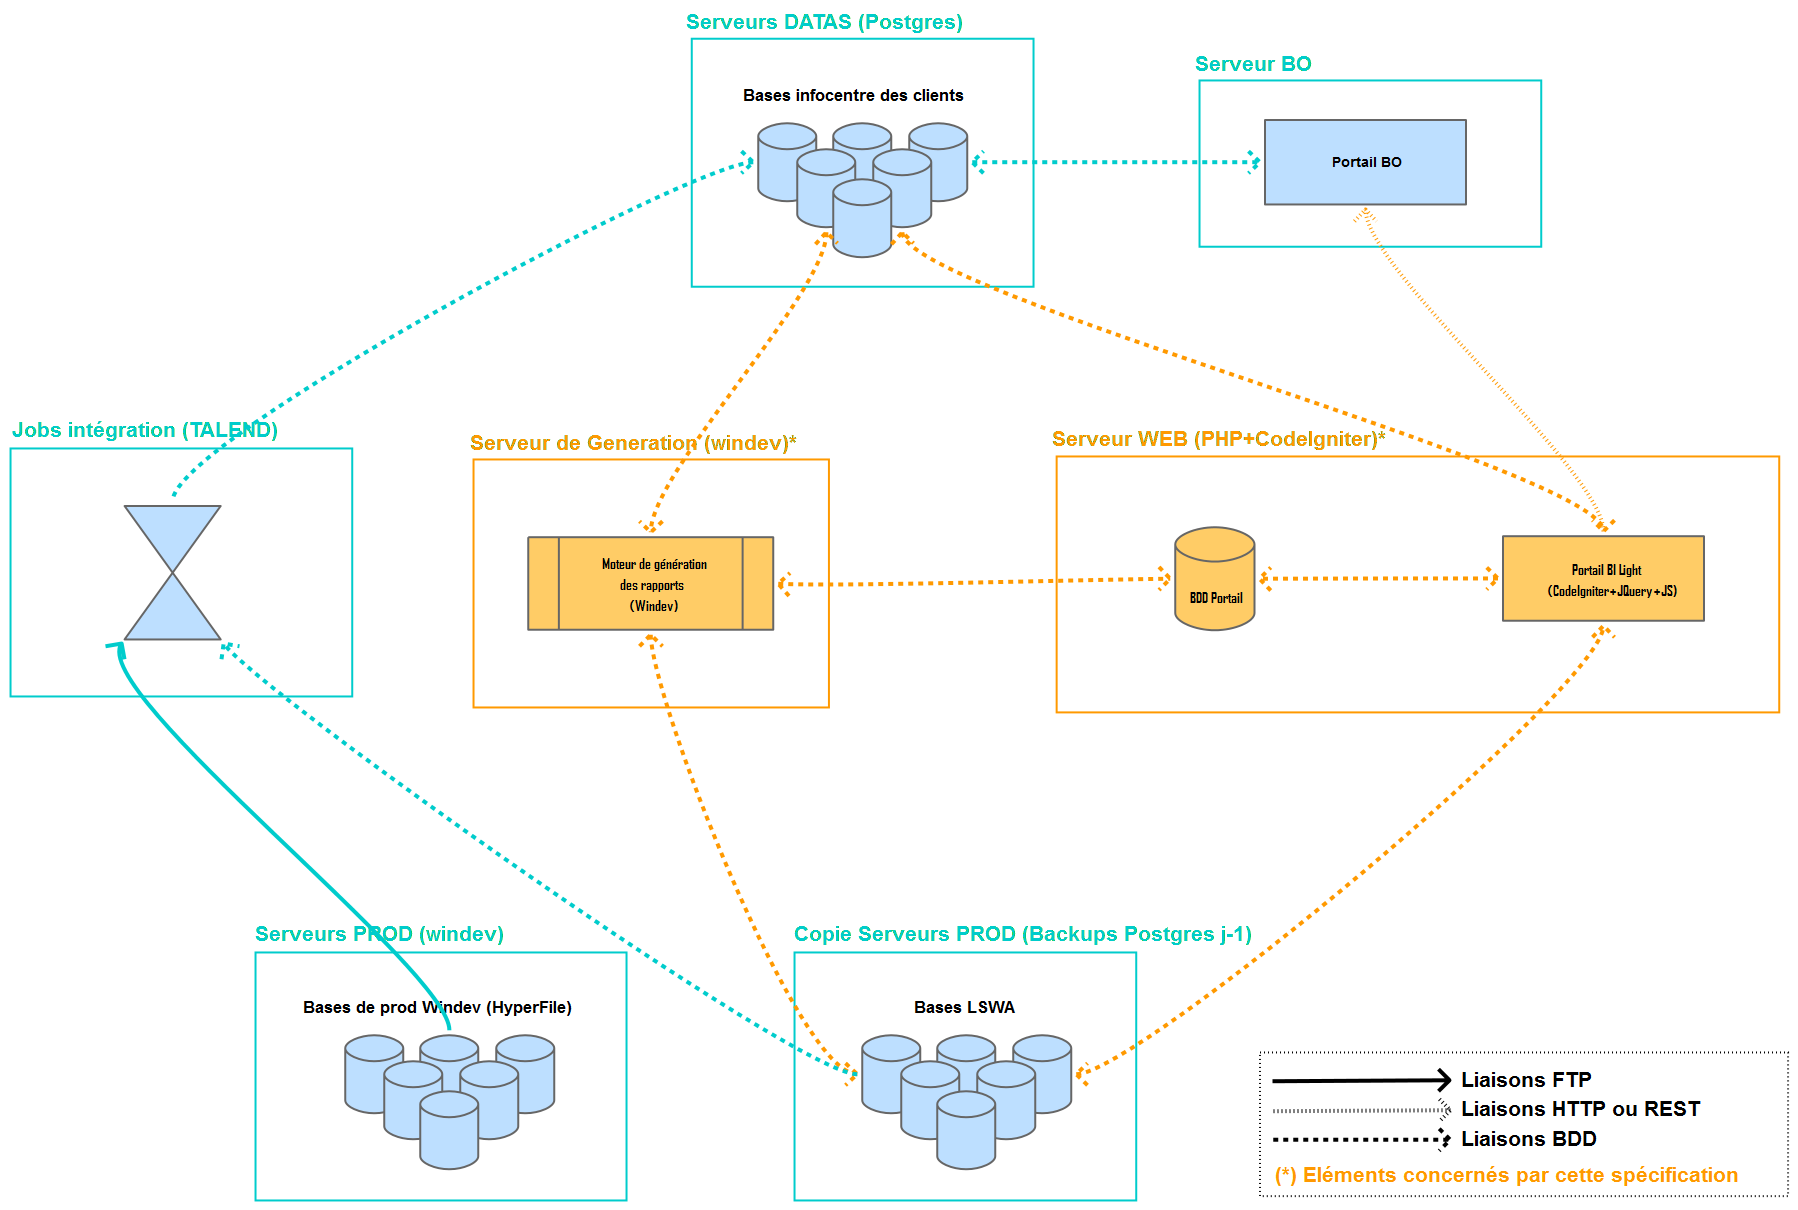 Serveurs DATAS (Postgres)
Bases infocentre des clients
Serveur BO
Portail BO
Jobs intégration (TALEND)
Serveur de Generation (windev)*
Moteur de génération
des rapports
(Windev)
Serveur WEB (PHP+CodeIgniter)*
BDD Portail
Portail BI Light
(CodeIgniter+JQuery+JS)
Serveurs PROD (windev)
Bases de prod Windev (HyperFile)
Copie Serveurs PROD (Backups Postgres j-1)
Bases LSWA
Liaisons FTP
Liaisons HTTP ou REST
Liaisons BDD
(*) Eléments concernés par cette spécification